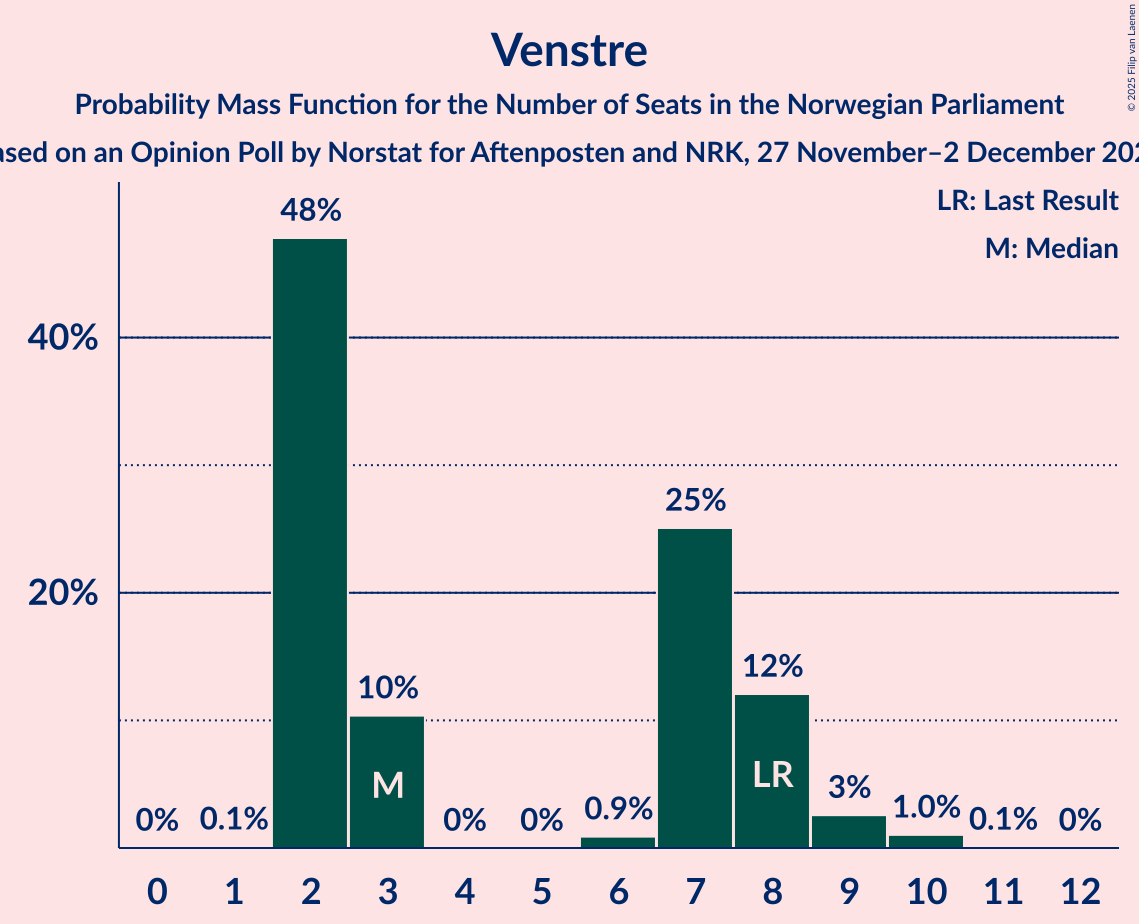 Venstre
© 2025 Filip van Laenen
Probability Mass Function for the Number of Seats in the Norwegian Parliament
on an Opinion Poll by Norstat for Aftenposten and NRK, 27 November–2 December
LR: Last Result
M: Median
48%
40%
25%
20%
12%
10%
M
LR
3%
0% 0.1% 0% 0% 0.9% 1.0% 0.1% 0%
0 1 2 3 4 5 6 7 8 9 10 11 12